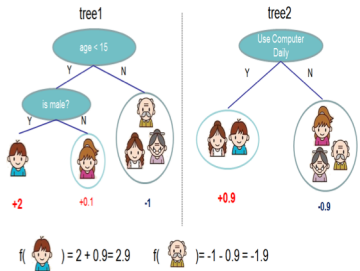 tree1
tree2
age < 15
Use Computer
Daily
Y
N
Y
N
is male?
Y
N
+2
+0.1
-1
+0.9
-0.9
f( ) = 2 + 0.9= 2.9
f( )= -1 - 0.9= -1.9